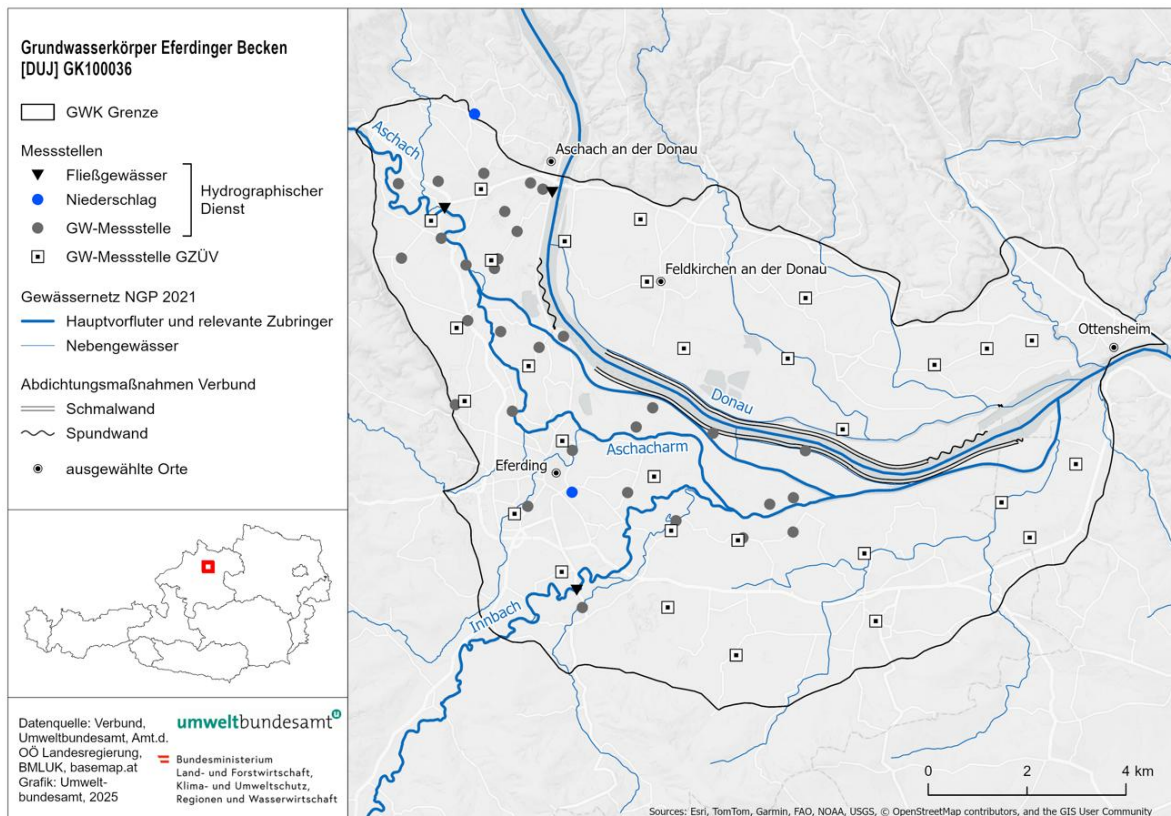 Grundwasserkörper Eferdinger Becken
[DUJ] GK100036
GWK Grenze
Messstellen
Fließgewässer
Niederschlag
GW-Messstelle
Hydrographischer
Dienst
GW-Messstelle GZÜV
Gewässernetz NGP 2021
Hauptvorfluter und relevante Zubringer
Nebengewässer
Abdichtungsmaßnahmen Verbund
Schmalwand
Spundwand
ausgewählte Orte
Datenquelle: Verbund,
Umweltbundesamt, Amt.d.
OÖ Landesregierung,
BMLUK, basemap.at
Grafik: Umwelt-
bundesamt, 2025
umweltbundesamt
u
Bundesministerium
Land- und Forstwirtschaft,
Klima- und Umweltschutz,
Regionen und Wasserwirtschaft
Aschach
Aschach an der Donau
Feldkirchen an der Donau
Ottensheim
Donau
Aschacharm
Eferding
Innbach
0 2 4 km
Sources: Esri, TomTom, Garmin, FAO, NOAA, USGS, © OpenStreetMap contributors, and the GIS User Community